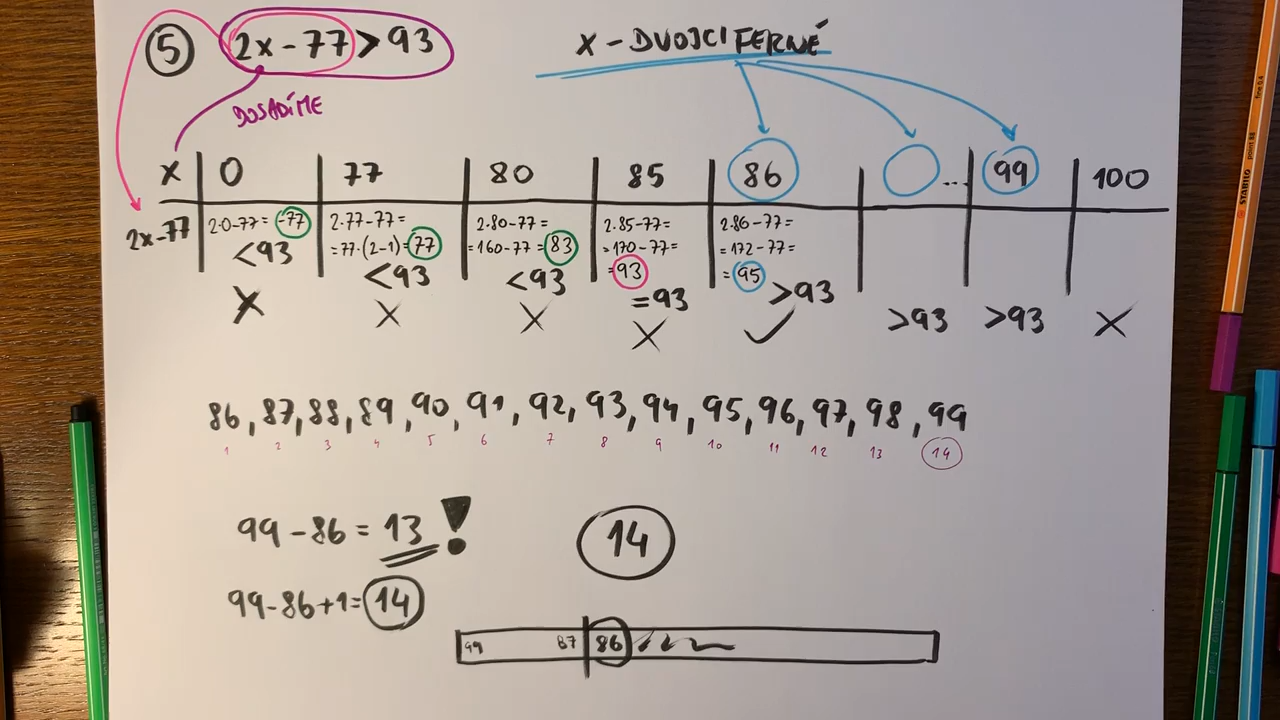 5 2x-77>93
x - DVOJCIFERNÉ
DOSADÍME
x 0 77 80 85 86 ... 99 100
2x-77
2·0-77= -77
<93
X
2·77-77=
=77·(2-1)=77
<93
X
2·80-77=
=160-77=83
<93
X
2·85-77=
=170-77=
=93
=93
X
2·86-77=
=172-77=
=95
>93
✓
>93
>93
X
86, 87, 88, 89, 90, 91, 92, 93, 94, 95, 96, 97, 98, 99
1 2 3 4 5 6 7 8 9 10 11 12 13 14
99-86=13!
99-86+1=14
14
99 87 86
STABILO
point 88